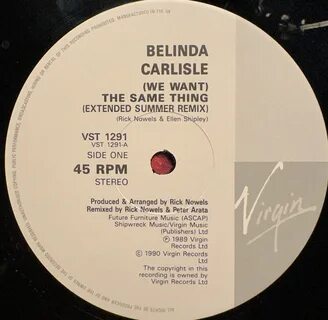 BELINDA
CARLISLE
(WE WANT)
THE SAME THING
(EXTENDED SUMMER REMIX)
(Rick Nowels & Ellen Shipley)
VST 1291
VST 1291-A
SIDE ONE
45 RPM
STEREO
Produced & Arranged by Rick Nowels
Remixed by Rick Nowels & Peter Arata
Future Furniture Music (ASCAP)
Shipwreck Music/Virgin Music
(Publishers) Ltd
℗ 1989 Virgin
Records Ltd
© 1990 Virgin Records Ltd
The copyright in this
recording is owned by
Virgin Records Ltd
Virgin